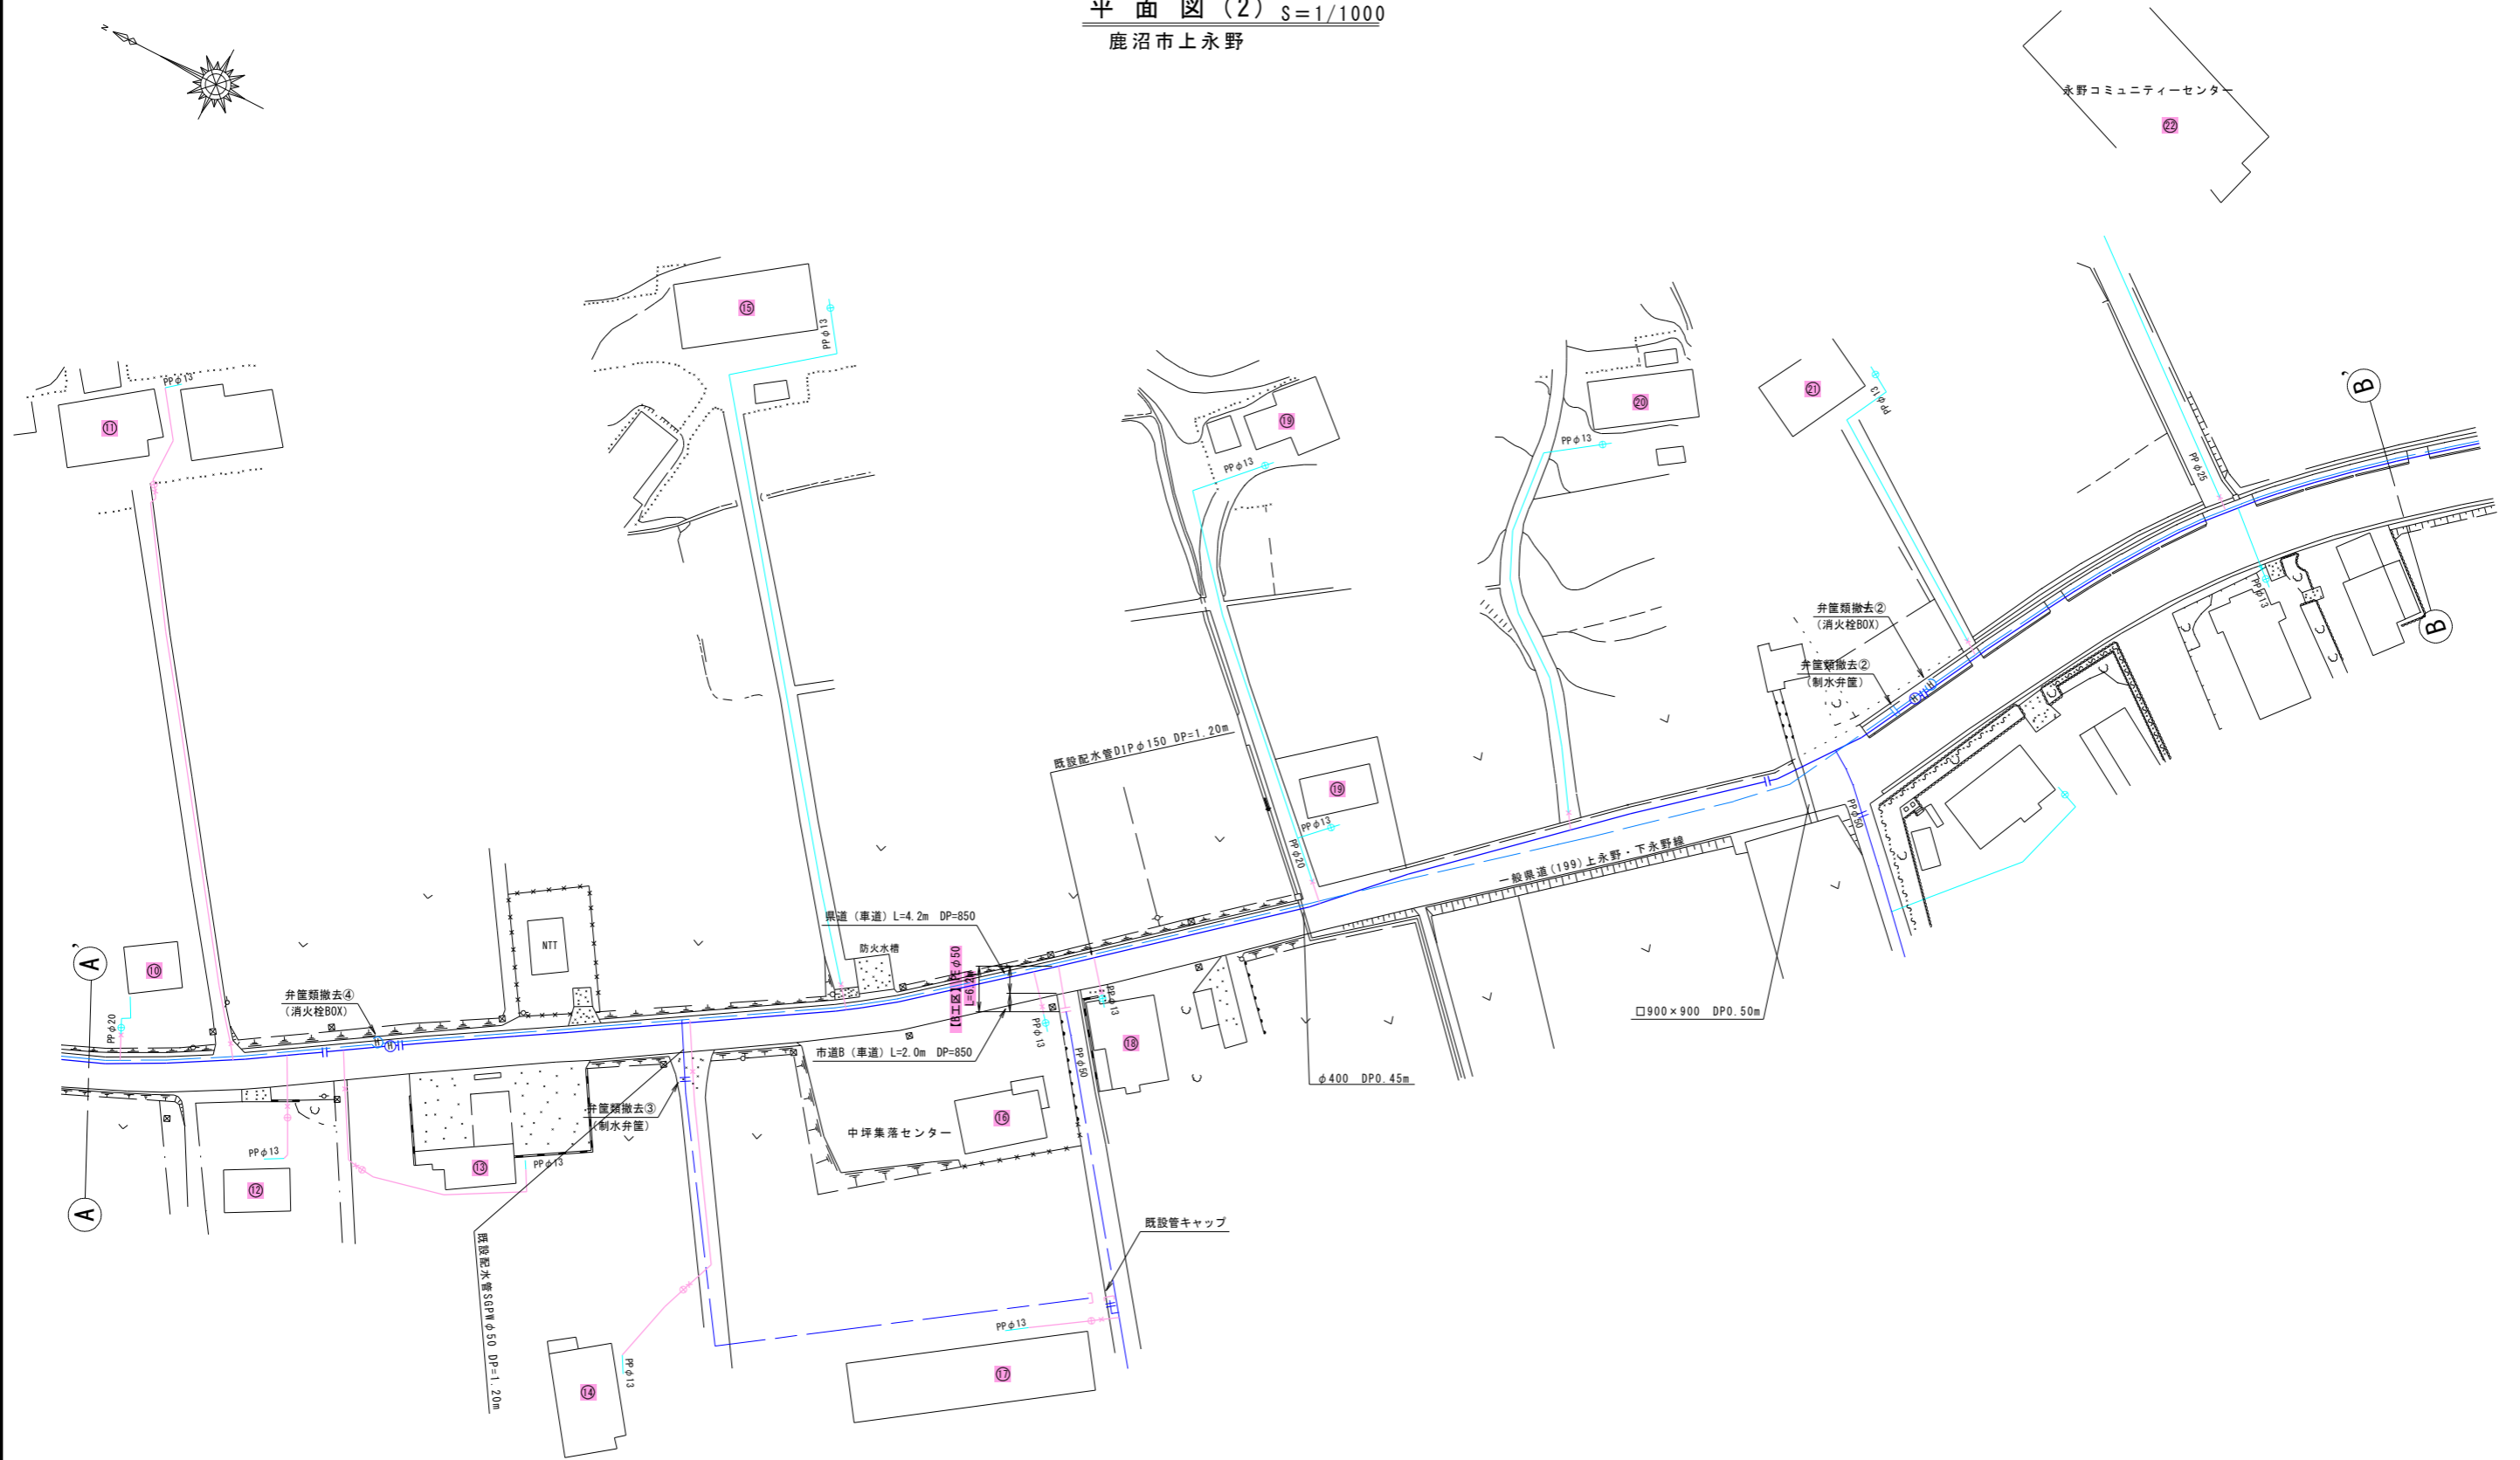 平 面 図 (2) S=1/1000
鹿沼市上永野
N
永野コミュニティーセンター
㉒
⑮
PPφ13
⑪
PPφ13
⑲
PPφ13
⑳
PPφ13
㉑
PPφ13
PPφ25
B'
B
PPφ13
弁筐類撤去②
(消火栓BOX)
弁筐類撤去②
(制水弁筐)
H
H
既設配水管DIPφ150 DP=1.20m
⑲
PPφ13
PPφ20
PPφ50
一般県道(199)上永野・下永野線
県道 (車道) L=4.2m DP=850
防火水槽
【B工区】
φ50
NTT
A'
⑩
PPφ20
弁筐類撤去④
(消火栓BOX)
H
H
市道B (車道) L=2.0m DP=850
PPφ13
PPφ13
PPφ50
⑱
□900×900 DP0.50m
φ400 DP0.45m
弁筐類撤去③
(制水弁筐)
中坪集落センター
⑯
PPφ13
⑫
⑬
PPφ13
A
既設管キャップ
既設配水管SGPWφ50 DP=1.20m
PPφ13
⑰
⑭
PPφ13